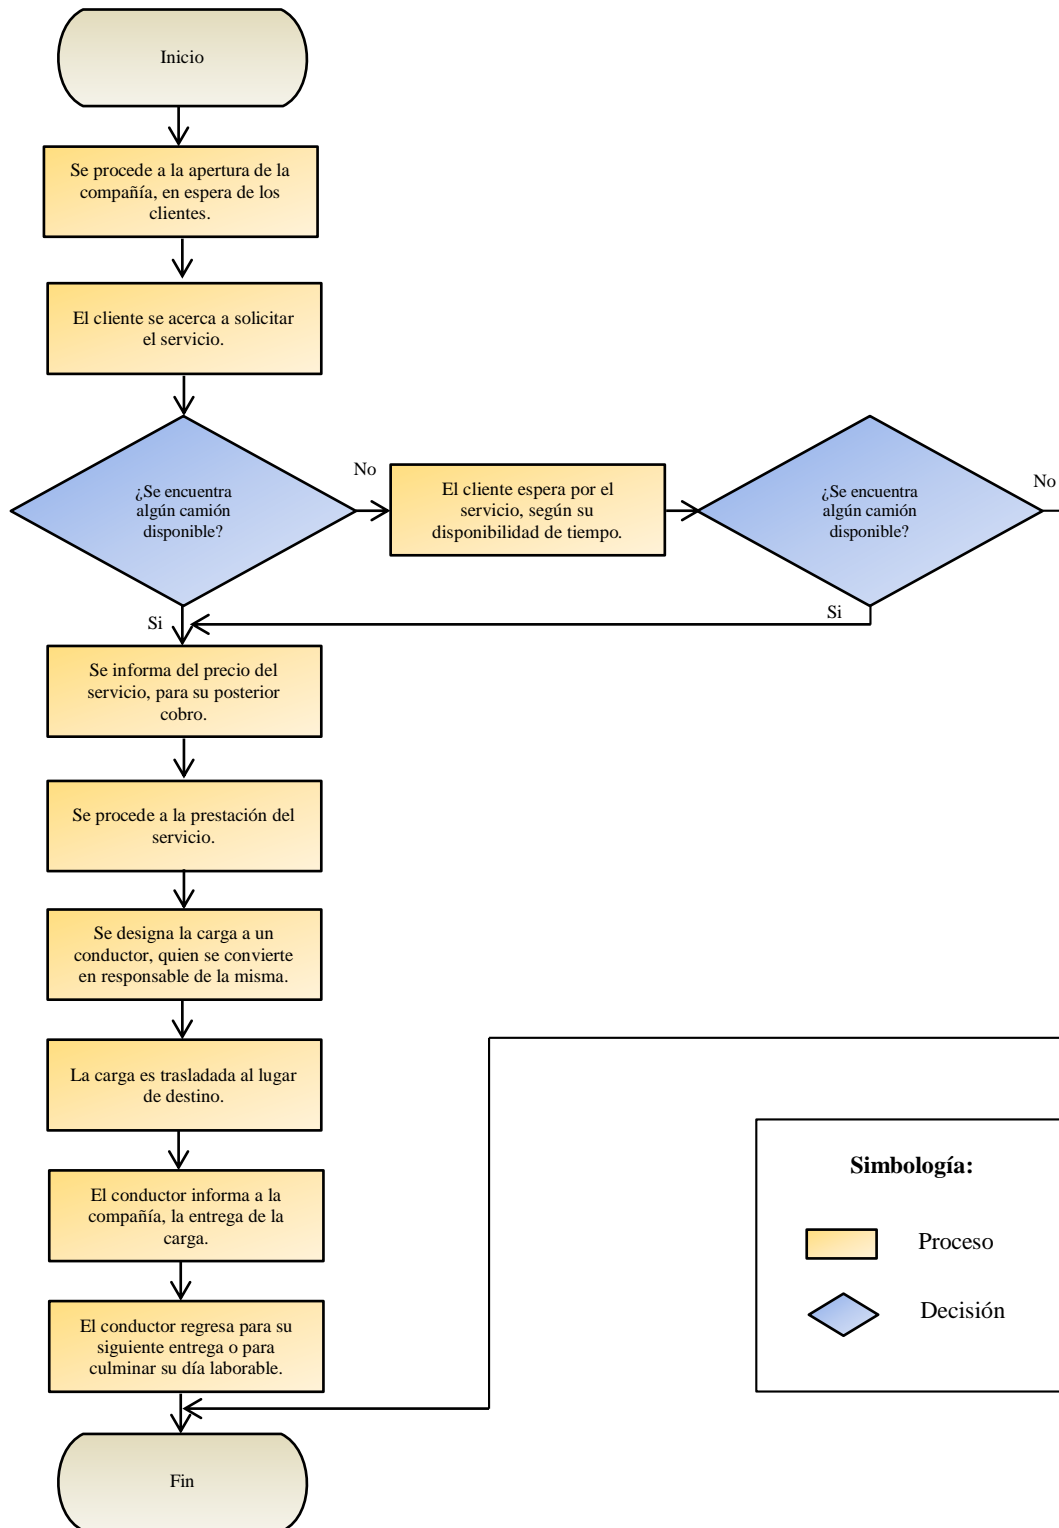 Inicio
Se procede a la apertura de la
compañía, en espera de los
clientes.
El cliente se acerca a solicitar
el servicio.
¿Se encuentra
algún camión
disponible?
No
El cliente espera por el
servicio, según su
disponibilidad de tiempo.
¿Se encuentra
algún camión
disponible?
No
Si
Si
Se informa del precio del
servicio, para su posterior
cobro.
Se procede a la prestación del
servicio.
Se designa la carga a un
conductor, quien se convierte
en responsable de la misma.
La carga es trasladada al lugar
de destino.
El conductor informa a la
compañía, la entrega de la
carga.
El conductor regresa para su
siguiente entrega o para
culminar su día laborable.
Fin
Simbología:
Proceso
Decisión